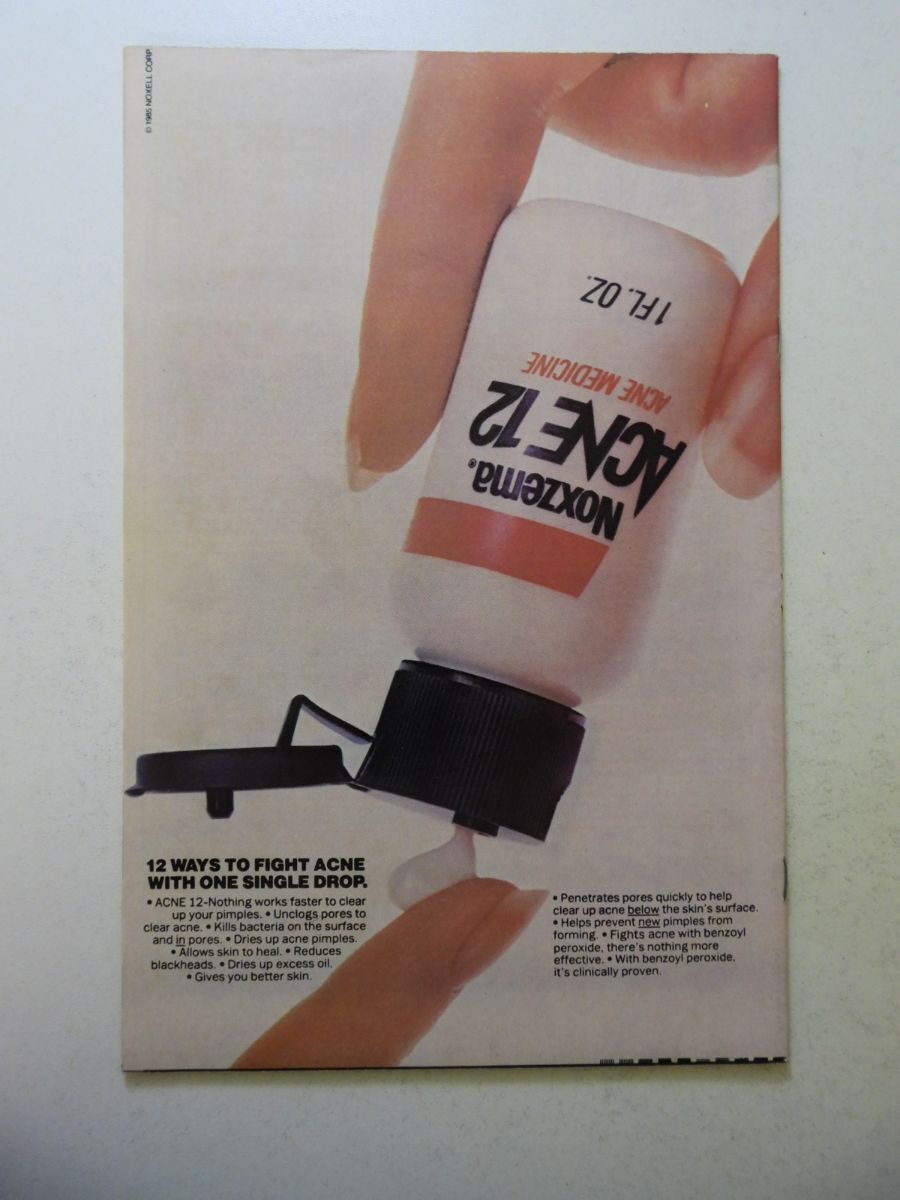 © 1985 NOXELL CORP
1 FL. OZ.
ACNE MEDICINE
ACNE 12
Noxzema®
12 WAYS TO FIGHT ACNE
WITH ONE SINGLE DROP.
• ACNE 12-Nothing works faster to clear
up your pimples. • Unclogs pores to
clear acne. • Kills bacteria on the surface
and in pores. • Dries up acne pimples.
• Allows skin to heal. • Reduces
blackheads. • Dries up excess oil.
• Gives you better skin.
• Penetrates pores quickly to help
clear up acne below the skin's surface.
• Helps prevent new pimples from
forming. • Fights acne with benzoyl
peroxide, there's nothing more
effective. • With benzoyl peroxide,
it's clinically proven.